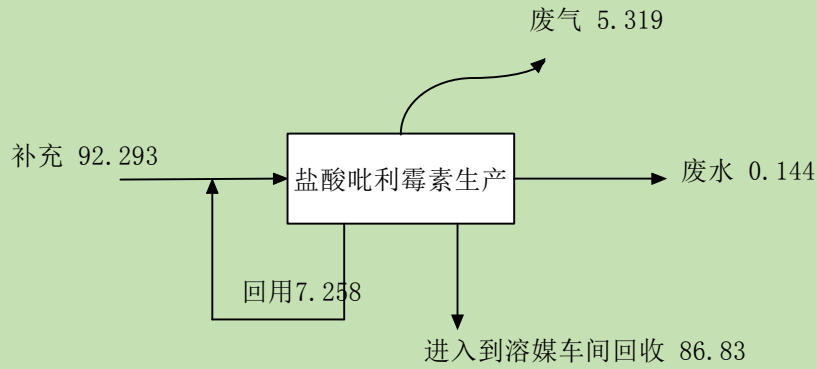 废气 5.319
补充 92.293
盐酸吡利霉素生产
废水 0.144
回用7.258
进入到溶媒车间回收 86.83